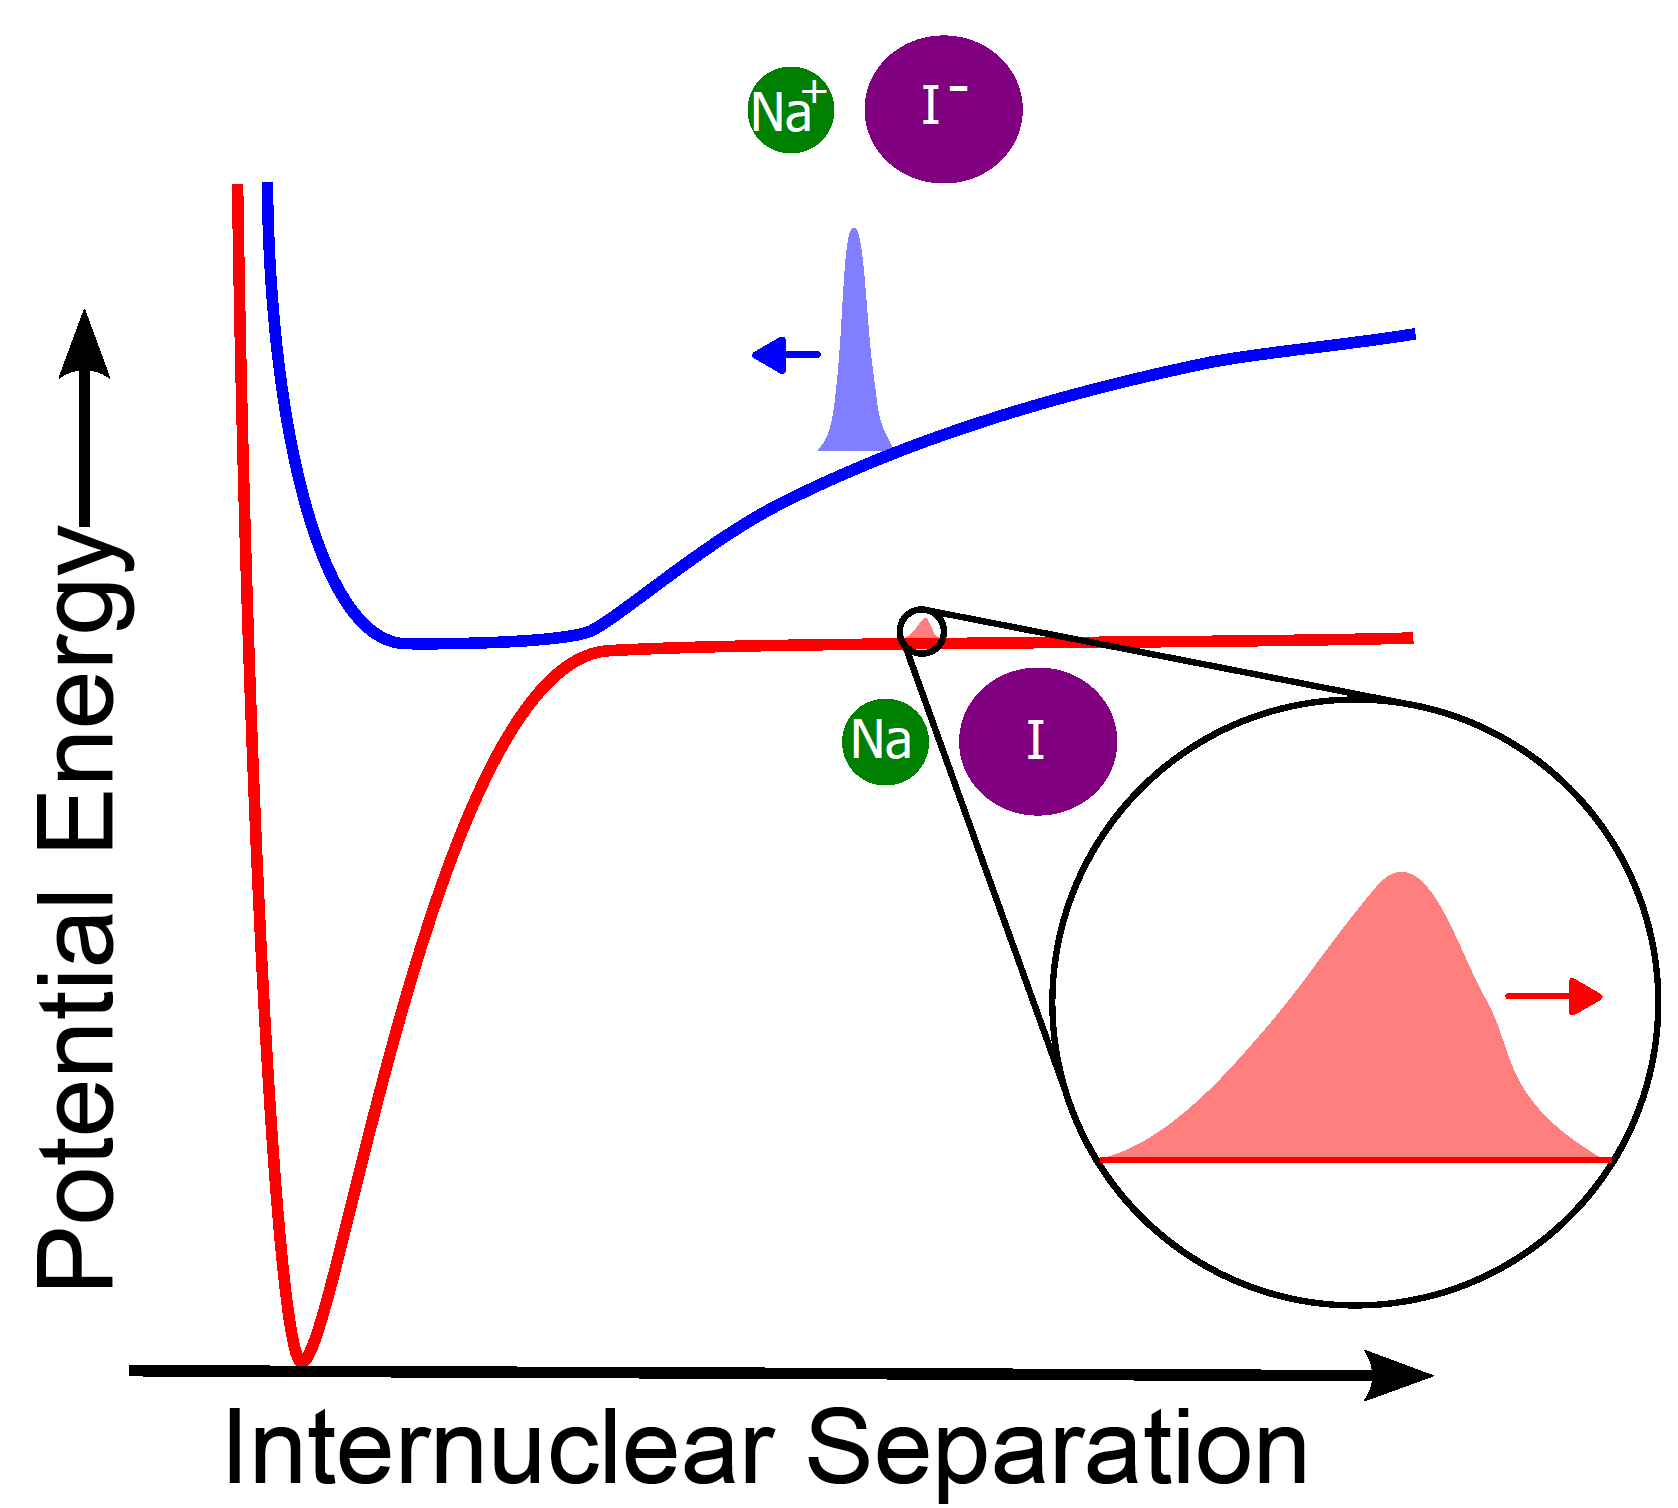 Na+
I-
Na
I
Potential Energy
Internuclear Separation